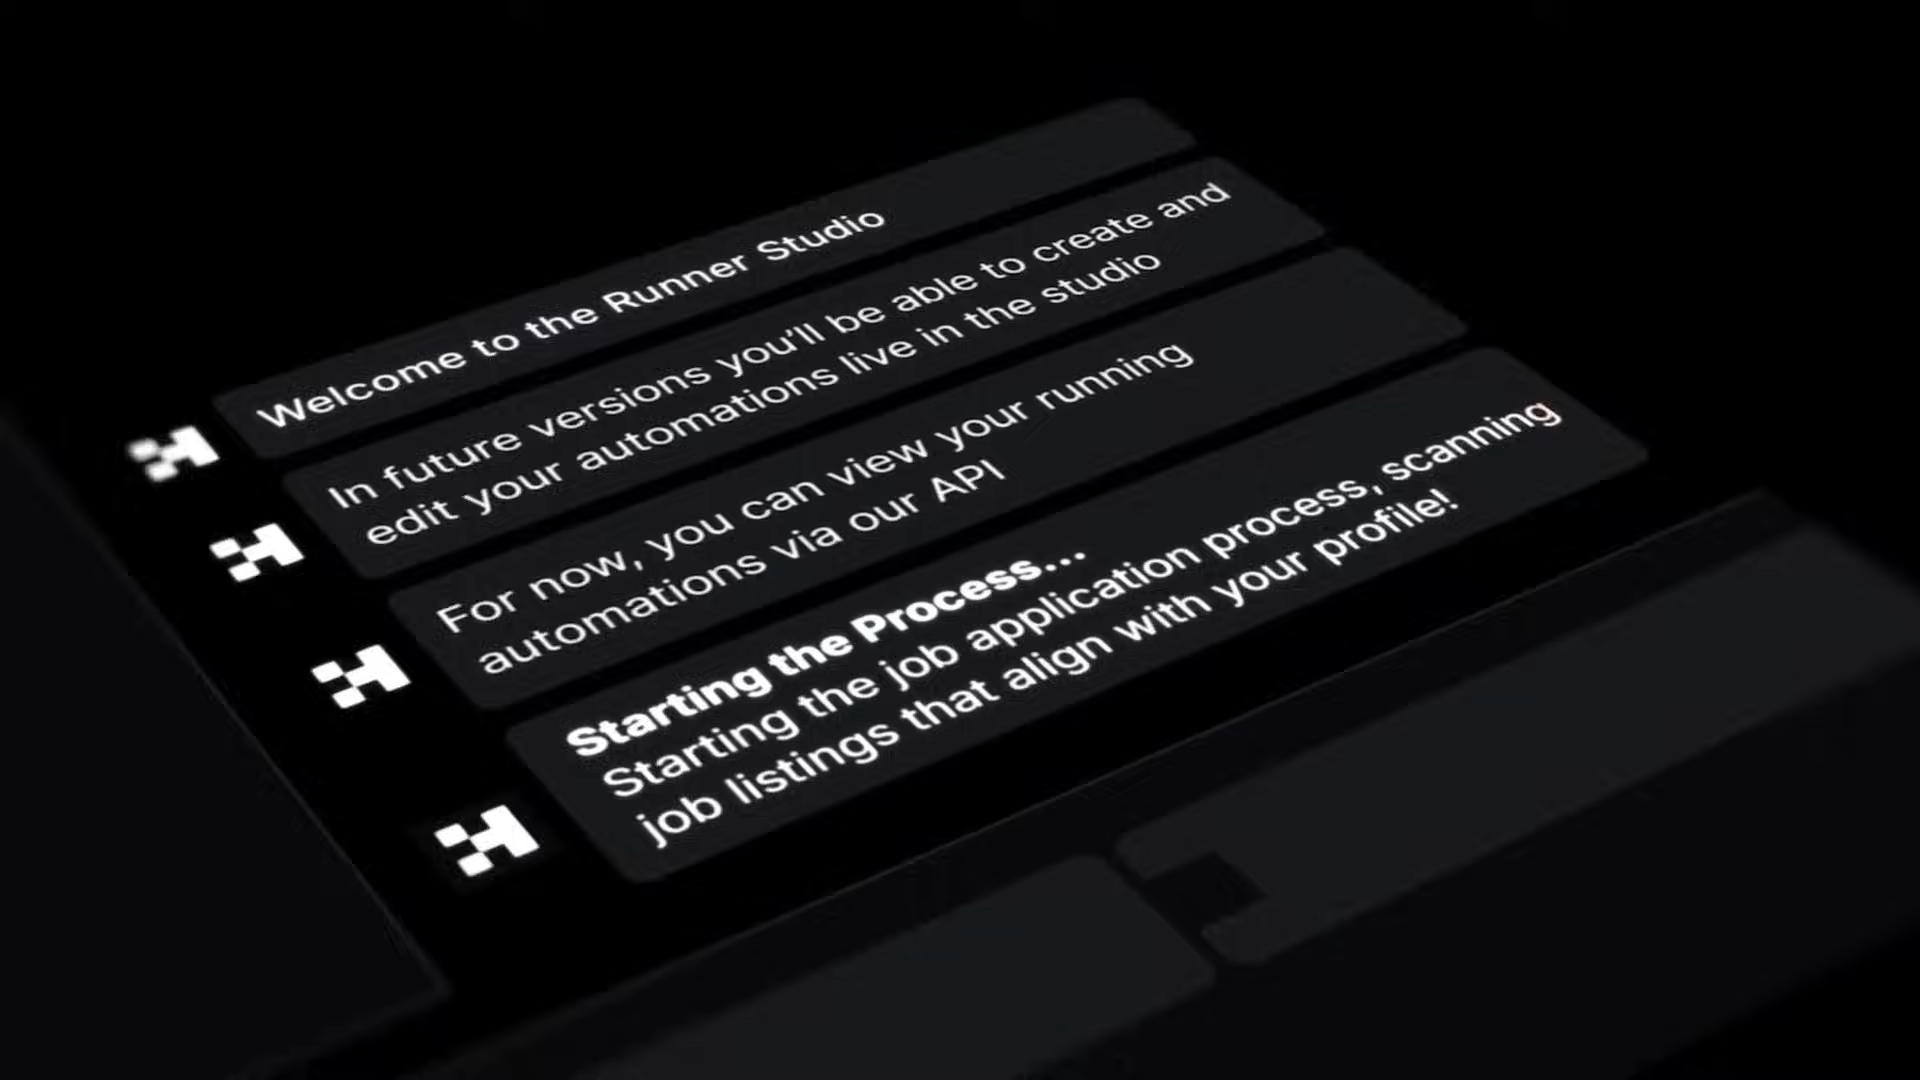 Welcome to the Runner Studio
In future versions you'll be able to create and
edit your automations live in the studio
For now, you can view your running
automations via our API
Starting the Process...
Starting the job application process, scanning
job listings that align with your profile!